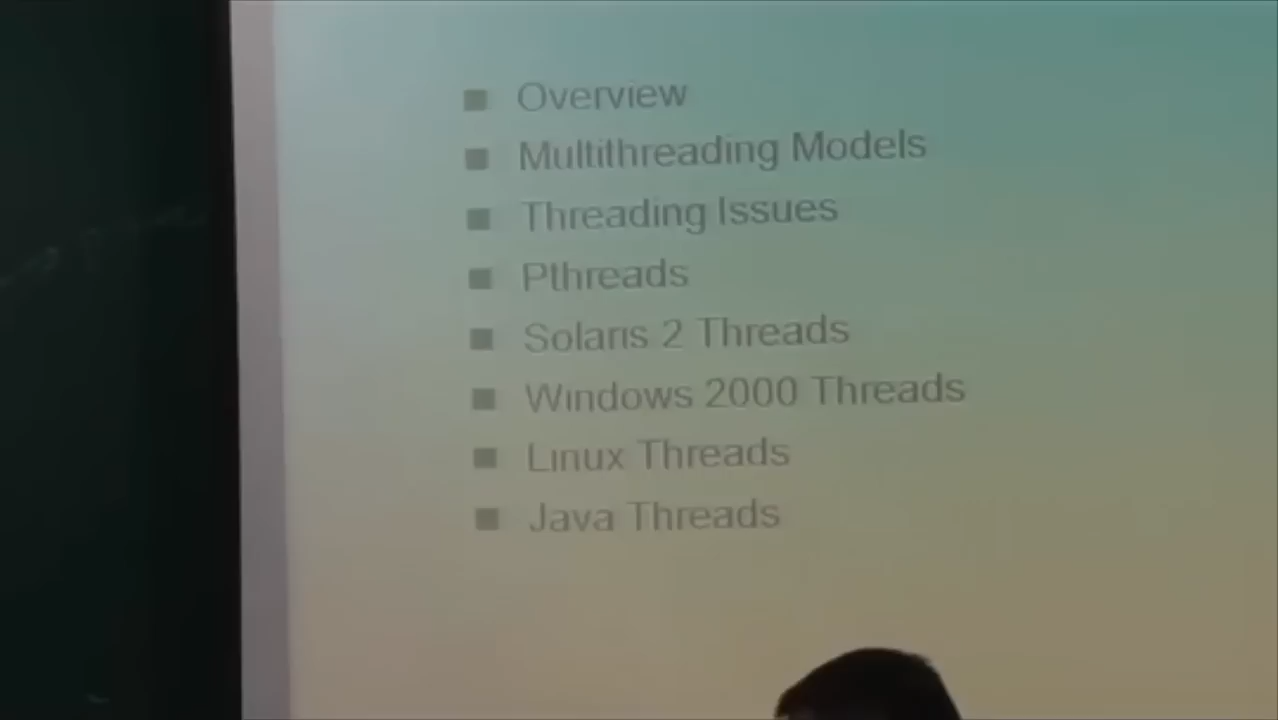 Overview
Multithreading Models
Threading Issues
Pthreads
Solaris 2 Threads
Windows 2000 Threads
Linux Threads
Java Threads